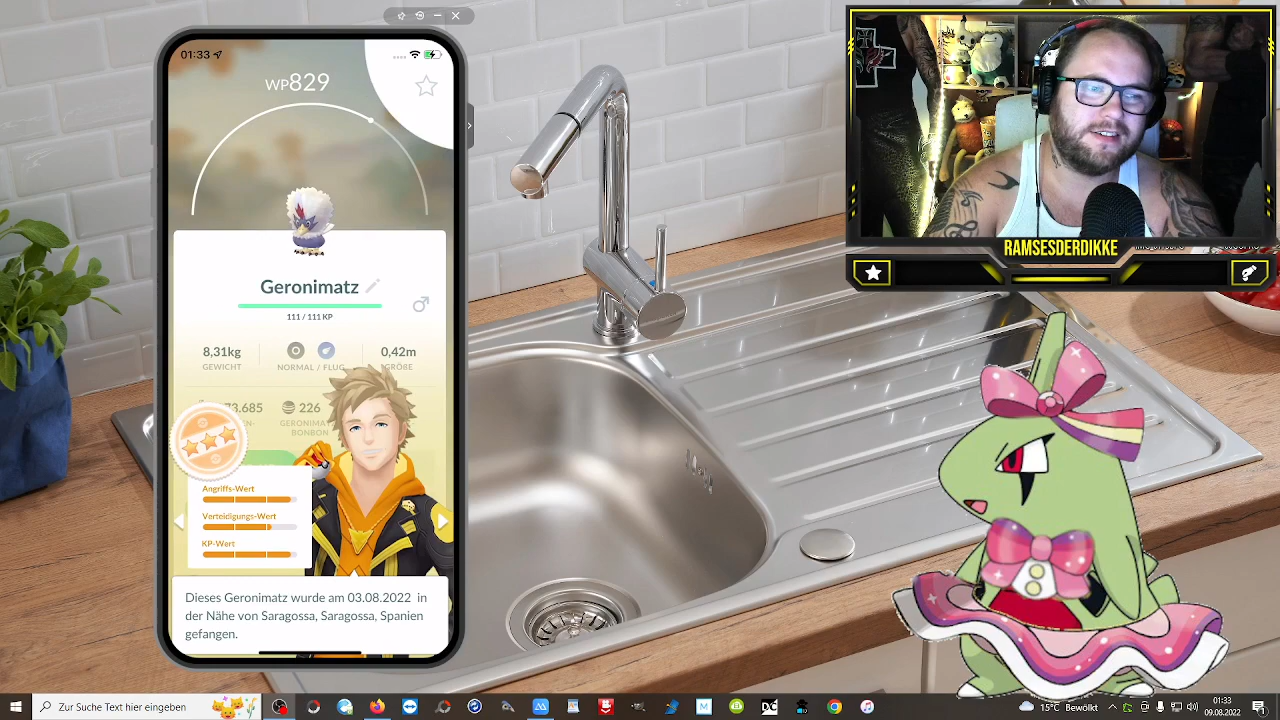 01:33
WP829
Geronimatz
111 / 111 KP
8,31kg
GEWICHT
NORMAL / FLUG
0,42m
GRÖßE
226
Angriffs-Wert
Verteidigungs-Wert
KP-Wert
Dieses Geronimatz wurde am 03.08.2022 in
der Nähe von Saragossa, Saragossa, Spanien
gefangen.
RAMSESDERDIKKE
Zur Suche Text hier eingeben
15°C Bewölkt
01:33
09.08.2022